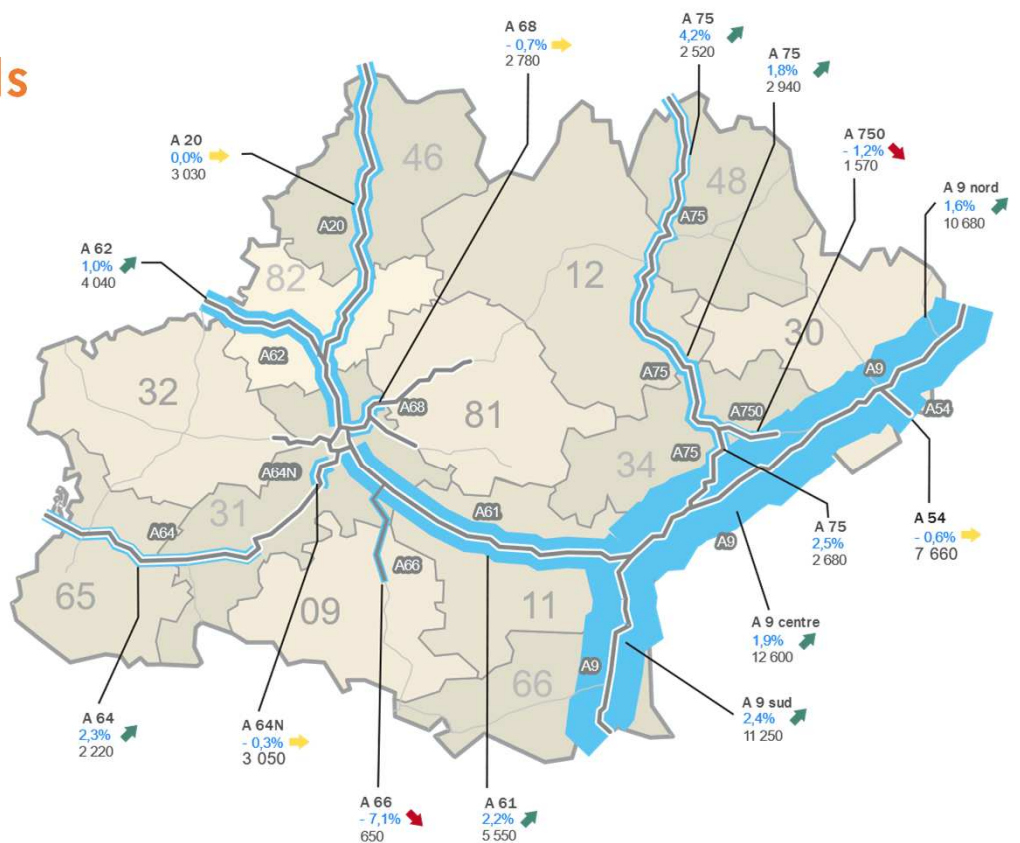 ds
A 68
- 0,7%
2 780
A 75
4,2%
2 520
A 75
1,8%
2 940
A 20
0,0%
3 030
A 750
- 1,2%
1 570
A 9 nord
1,6%
10 680
A 62
1,0%
4 040
46
48
A20
A75
82
12
30
A62
A75
A9
32
A68
81
A750
A54
A64N
34
A75
31
A61
A64
A9
A 75
2,5%
2 680
A 54
- 0,6%
7 660
A66
65
09
11
A 9 centre
1,9%
12 600
A9
66
A 9 sud
2,4%
11 250
A 64
2,3%
2 220
A 64N
- 0,3%
3 050
A 66
- 7,1%
650
A 61
2,2%
5 550